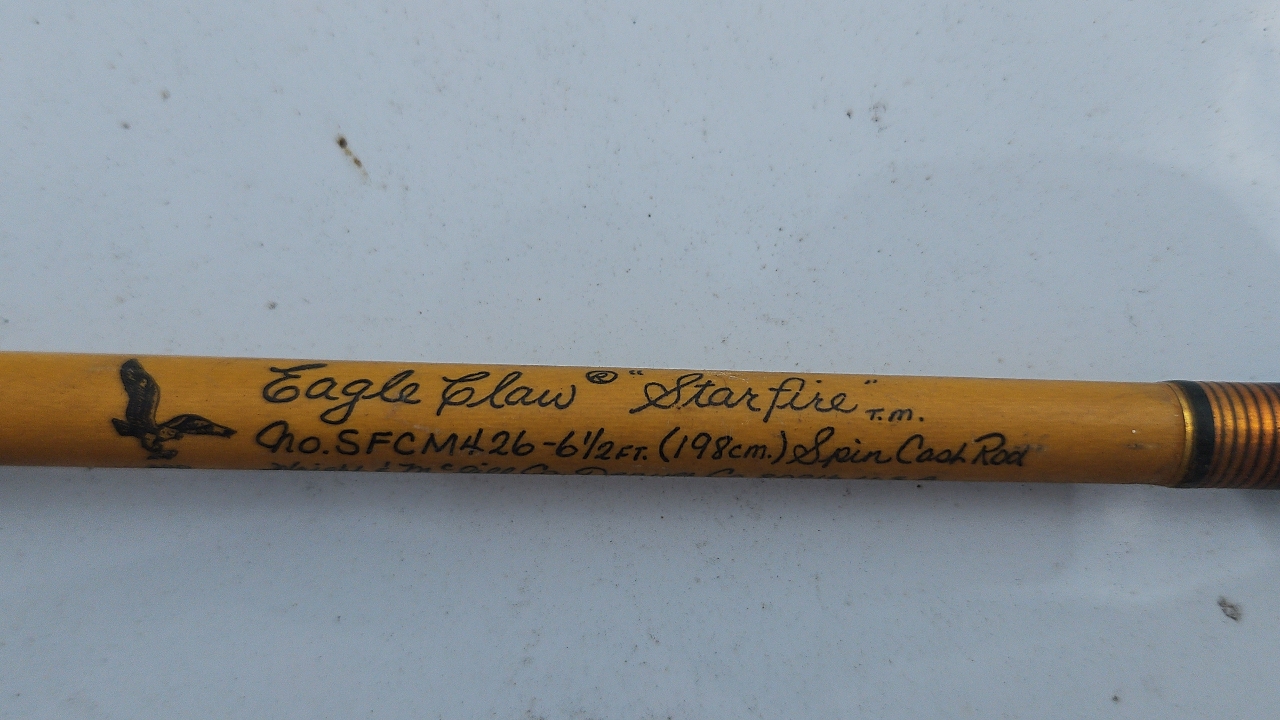 Eagle Claw® "Starfire" T.M.
No. SFCM426-6½ FT. (198cm.) Spin Cast Rod